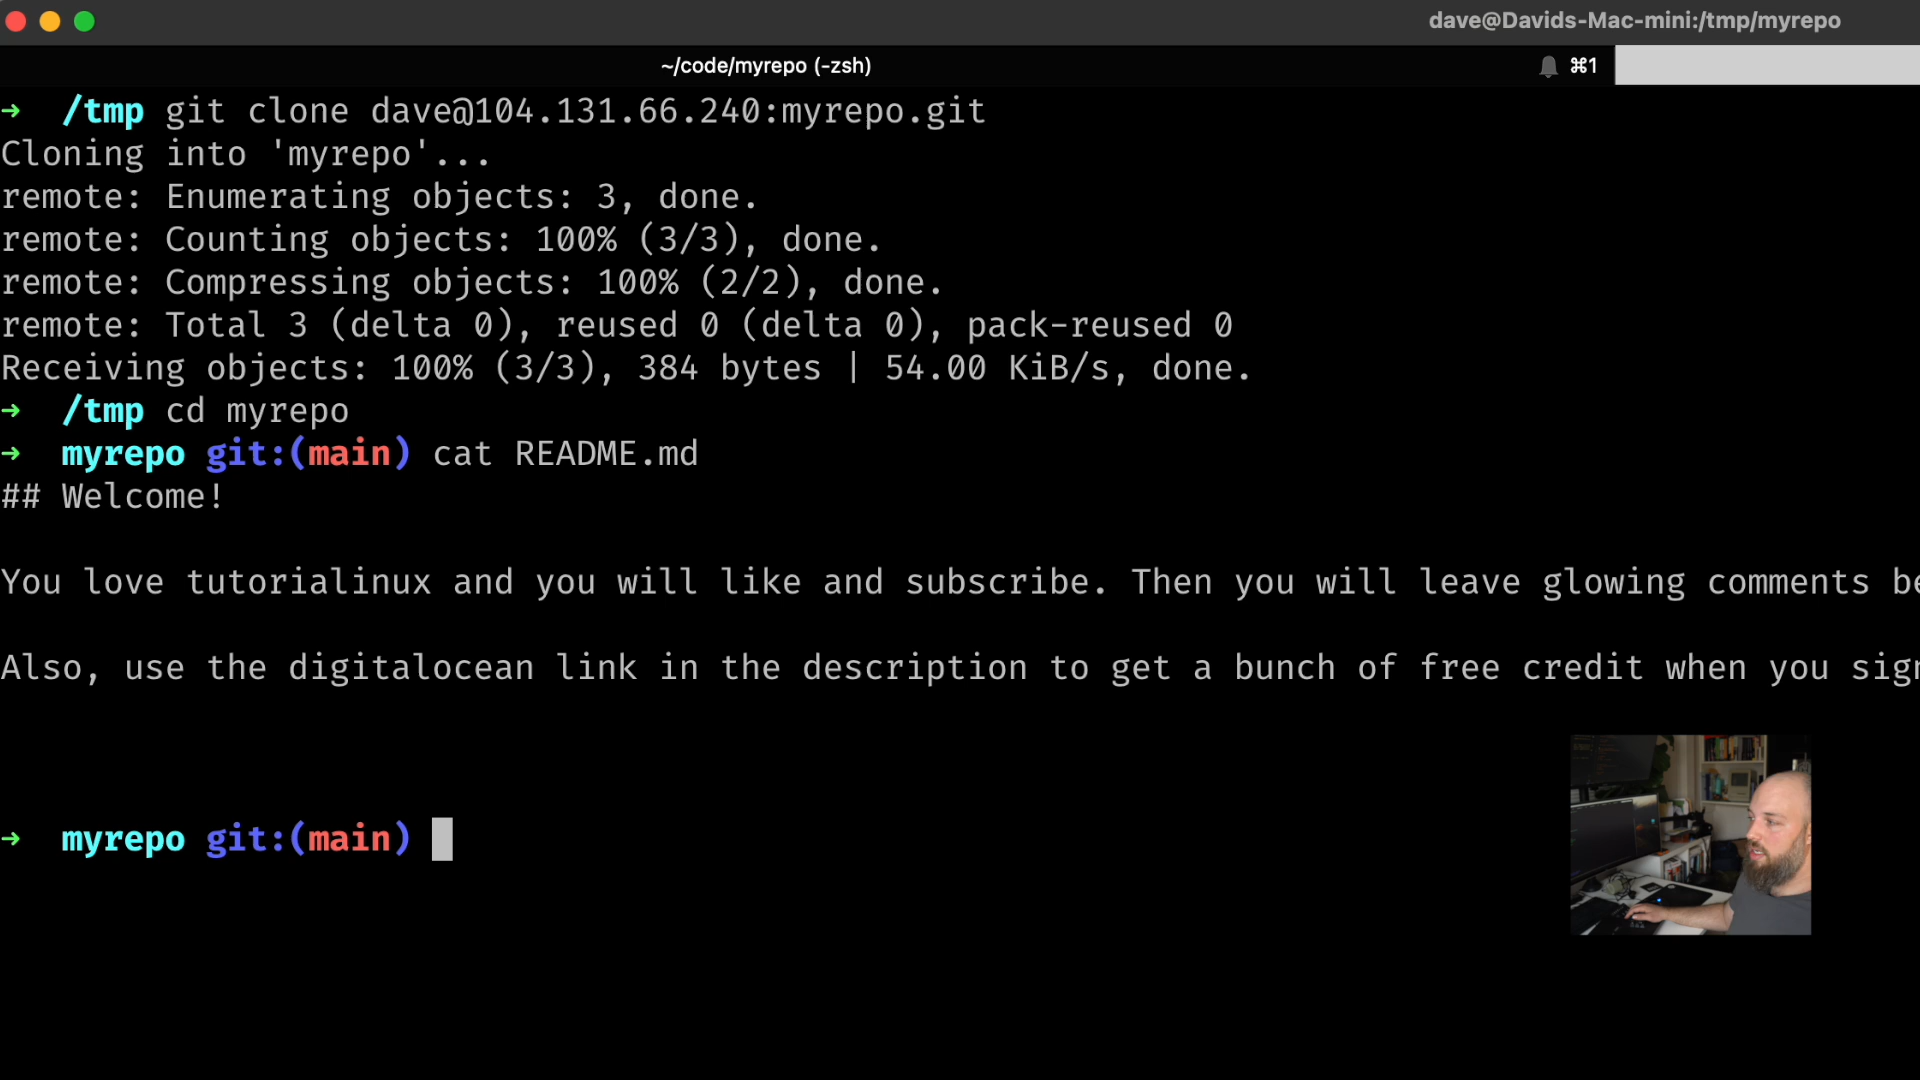 dave@Davids-Mac-mini:/tmp/myrepo
~/code/myrepo (-zsh) ⌘1
→ /tmp git clone dave@104.131.66.240:myrepo.git
Cloning into 'myrepo'...
remote: Enumerating objects: 3, done.
remote: Counting objects: 100% (3/3), done.
remote: Compressing objects: 100% (2/2), done.
remote: Total 3 (delta 0), reused 0 (delta 0), pack-reused 0
Receiving objects: 100% (3/3), 384 bytes | 54.00 KiB/s, done.
→ /tmp cd myrepo
→ myrepo git:(main) cat README.md
## Welcome!
You love tutorialinux and you will like and subscribe. Then you will leave glowing comments be
Also, use the digitalocean link in the description to get a bunch of free credit when you sign
→ myrepo git:(main)